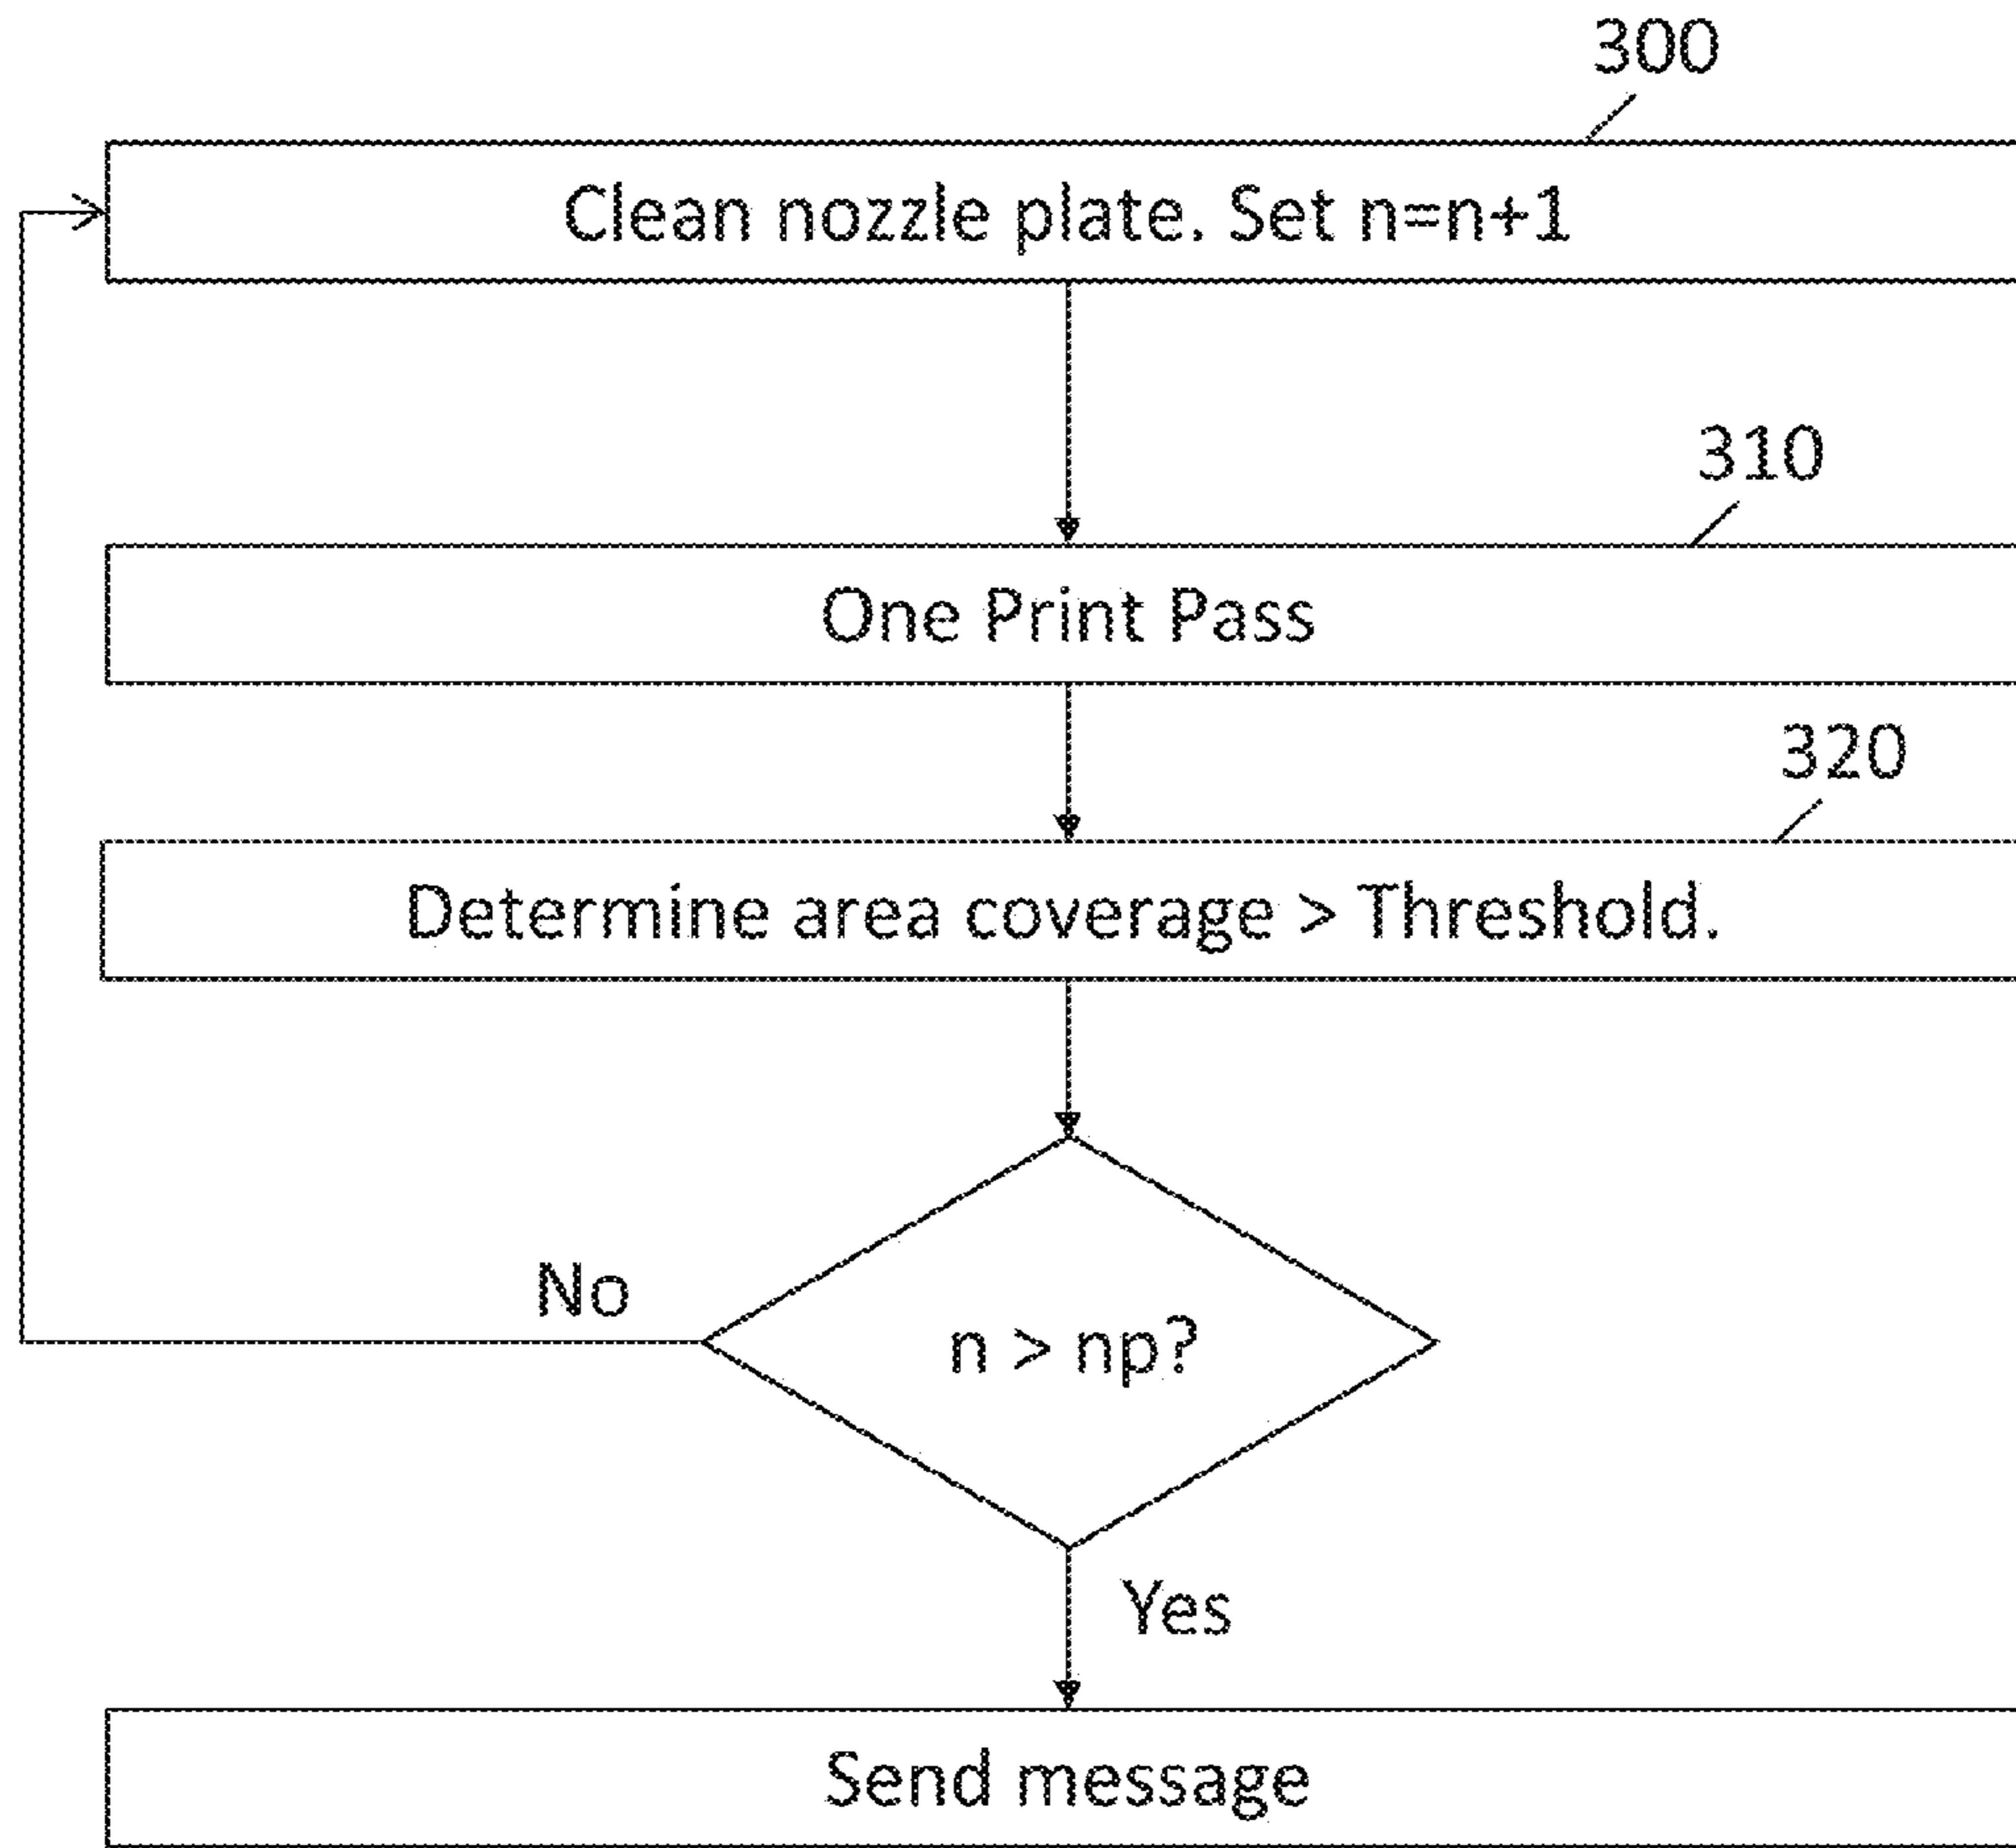 300
Clean nozzle plate. Set n=n+1
310
One Print Pass
320
Determine area coverage > Threshold.
No
n > np?
Yes
Send message